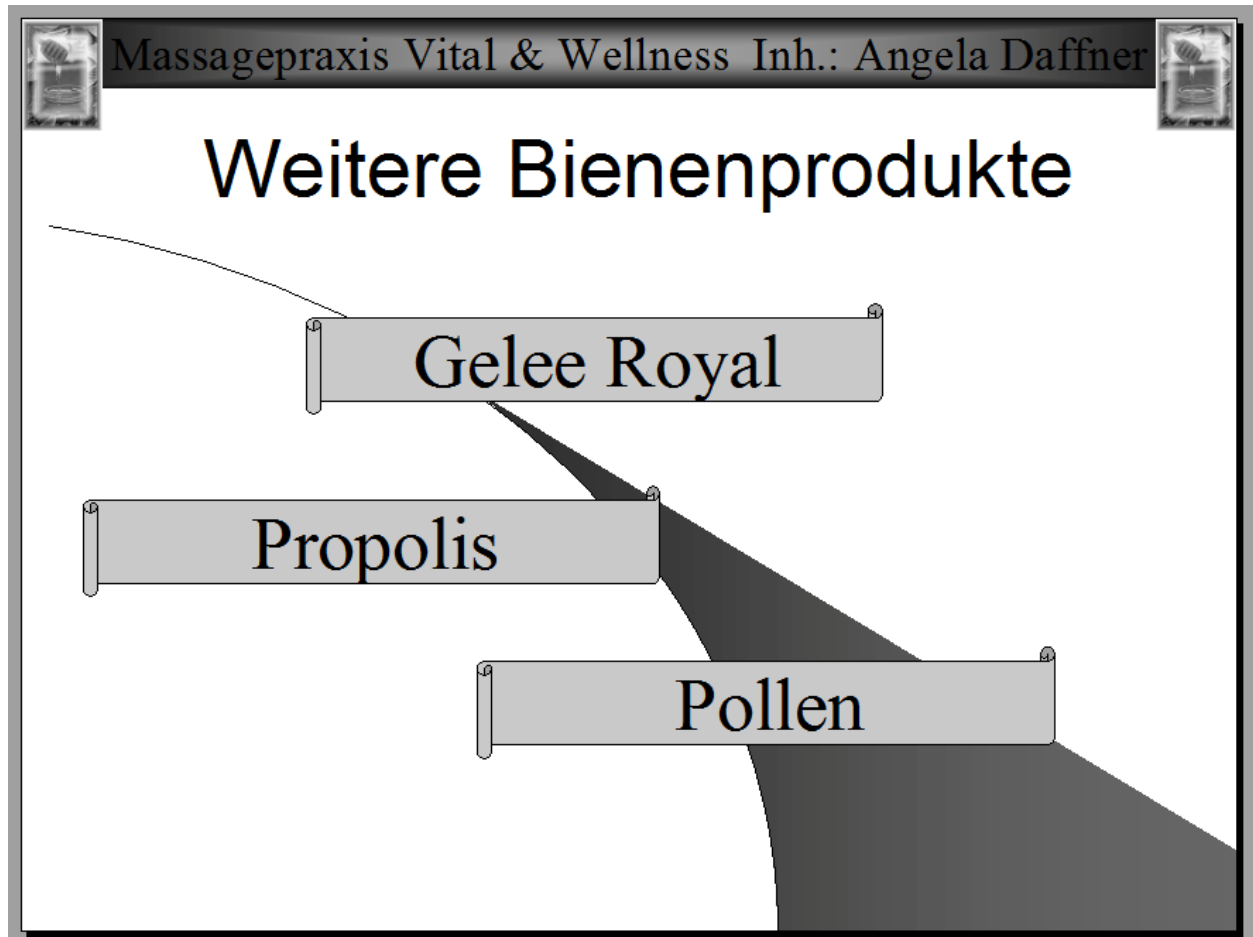 Massagepraxis Vital & Wellness Inh.: Angela Daffner
Weitere Bienenprodukte
Gelee Royal
Propolis
Pollen